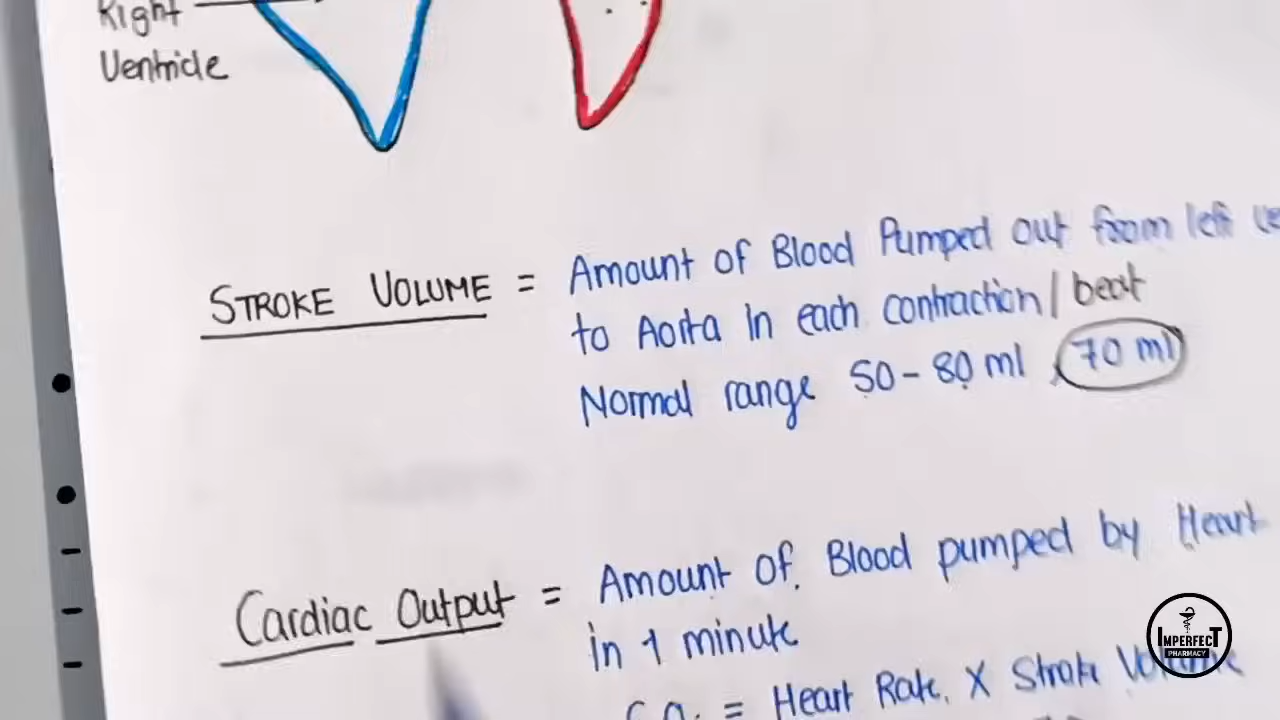 Right
Ventricle
STROKE VOLUME = Amount of Blood Pumped out from left
to Aorta in each contraction / beat
Normal range 50-80 ml 70 ml
Cardiac Output = Amount of Blood pumped by Heart
in 1 minute
= Heart Rate X Stroke Volume
IMPERFECT
PHARMACY